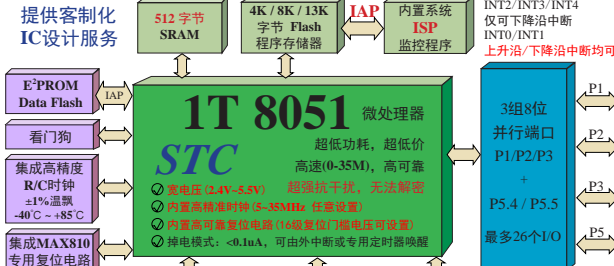 提供客制化
IC设计服务
512 字节
SRAM
4K / 8K / 13K
字节 Flash
程序存储器
IAP
内置系统
ISP
监控程序
INT2/INT3/INT4
仅可下降沿中断
INT0/INT1
上升沿/下降沿中断均可
E²PROM
Data Flash
IAP
看门狗
集成高精度
R/C时钟
±1%温飘
-40℃ ~ +85℃
集成MAX810
专用复位电路
1T 8051 微处理器
STC
超低功耗，超低价
高速(0-35M)，高可靠
超强抗干扰，无法解密
宽电压(2.4V~5.5V)
内置高精准时钟(5~35MHz 任意设置)
内置高可靠复位电路(16级复位门槛电压可设置)
掉电模式：<0.1uA，可由外中断或专用定时器唤醒
3组8位
并行端口
P1/P2/P3
+
P5.4 / P5.5
最多26个I/O
P1
P2
P3
P5